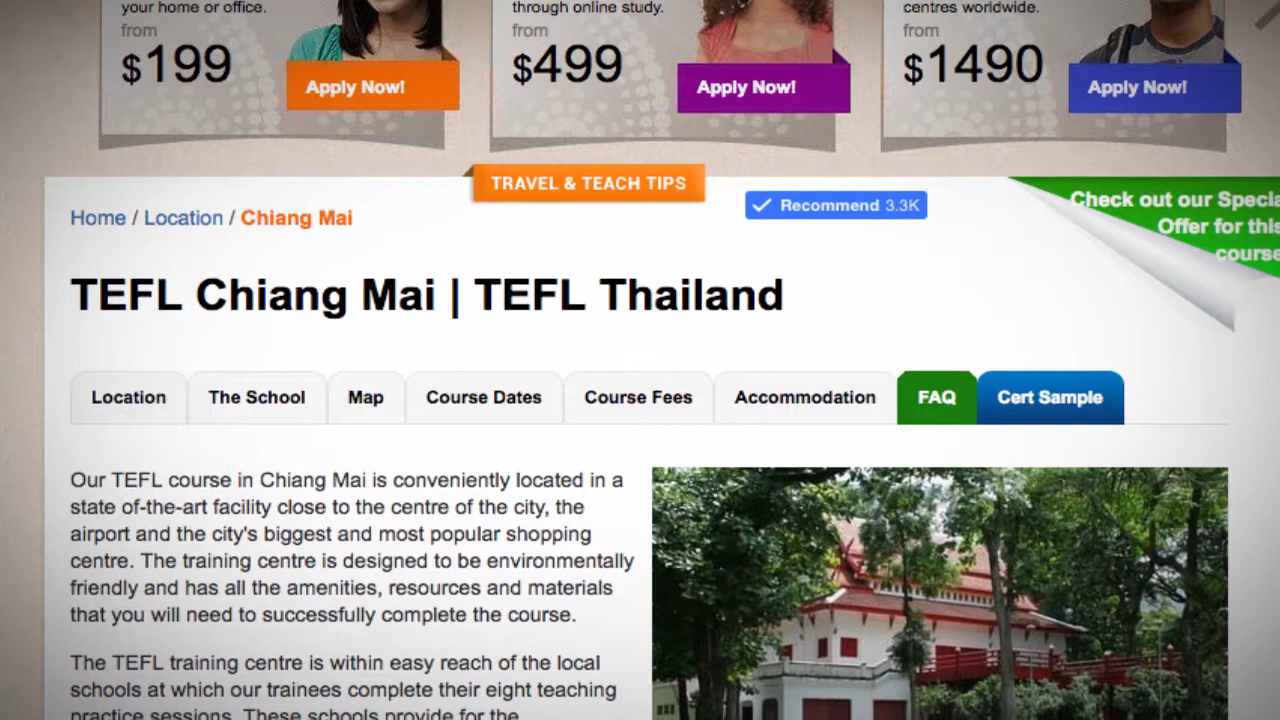 your home or office.
from
$199
Apply Now!
through online study.
from
$499
Apply Now!
centres worldwide.
from
$1490
Apply Now!
TRAVEL & TEACH TIPS
Recommend 3.3K
Check out our Specia
Offer for this
course
Home / Location / Chiang Mai
TEFL Chiang Mai | TEFL Thailand
Location
The School
Map
Course Dates
Course Fees
Accommodation
FAQ
Cert Sample
Our TEFL course in Chiang Mai is conveniently located in a
state of-the-art facility close to the centre of the city, the
airport and the city's biggest and most popular shopping
centre. The training centre is designed to be environmentally
friendly and has all the amenities, resources and materials
that you will need to successfully complete the course.
The TEFL training centre is within easy reach of the local
schools at which our trainees complete their eight teaching
practice sessions. These schools provide for the